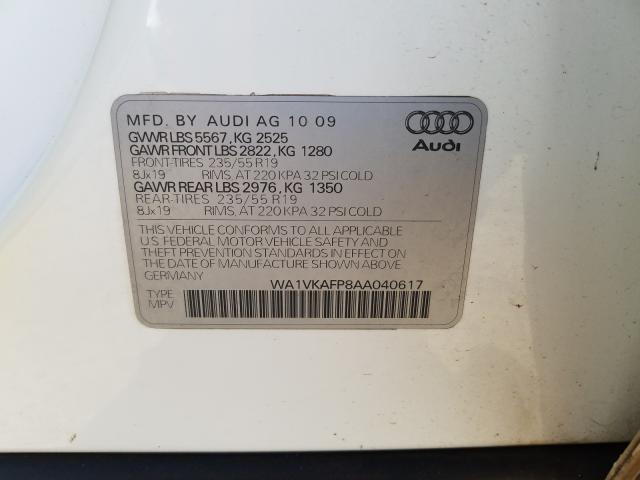 MFD. BY AUDI AG 10 09
GVWR LBS 5567, KG 2525
GAWR FRONT LBS 2822, KG 1280
FRONT-TIRES 235/55 R19
8Jx19 RIMS, AT 220 KPA 32 PSI COLD
GAWR REAR LBS 2976, KG 1350
REAR-TIRES 235/55 R19
8Jx19 RIMS, AT 220 KPA 32 PSI COLD
Audi
THIS VEHICLE CONFORMS TO ALL APPLICABLE
U.S. FEDERAL MOTOR VEHICLE SAFETY AND
THEFT PREVENTION STANDARDS IN EFFECT ON
THE DATE OF MANUFACTURE SHOWN ABOVE.
GERMANY
WA1VKAFP8AA040617
TYPE
MPV